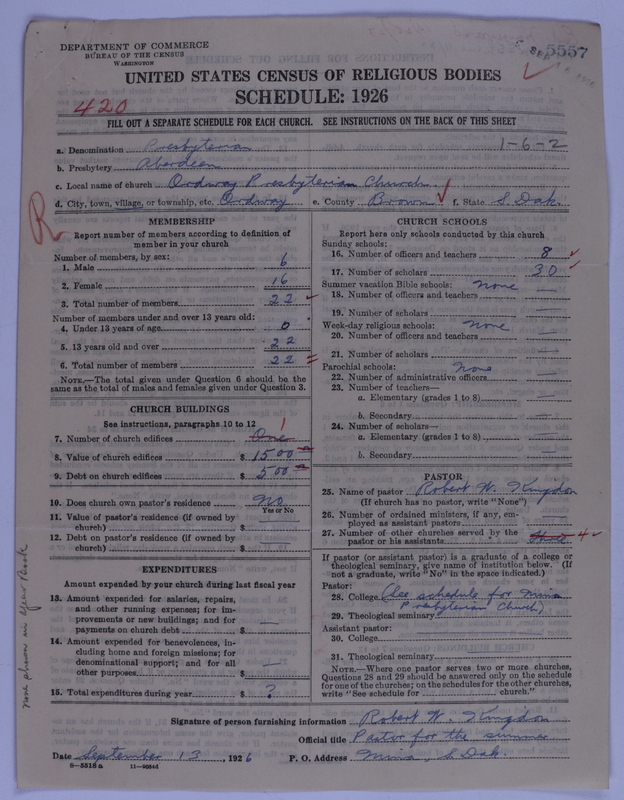 DEPARTMENT OF COMMERCE
BUREAU OF THE CENSUS
WASHINGTON
5557
UNITED STATES CENSUS OF RELIGIOUS BODIES
SCHEDULE: 1926
420
FILL OUT A SEPARATE SCHEDULE FOR EACH CHURCH. SEE INSTRUCTIONS ON THE BACK OF THIS SHEET
a. Denomination Presbyterian 1-6-2
b. Presbytery Aberdeen
c. Local name of church Ordway Presbyterian Church
d. City, town, village, or township, etc. Ordway e. County Brown f. State S. Dak.
R
MEMBERSHIP
Report number of members according to definition of member in your church
Number of members, by sex:
1. Male 6
2. Female 16
3. Total number of members 22
Number of members under and over 13 years old:
4. Under 13 years of age 0
5. 13 years old and over 22
6. Total number of members 22
NOTE.—The total given under Question 6 should be the same as the total of males and females given under Question 3.
CHURCH BUILDINGS
See instructions, paragraphs 10 to 12
7. Number of church edifices One 1
8. Value of church edifices $ 1500
9. Debt on church edifices $ 500
10. Does church own pastor's residence No
Yes or No
11. Value of pastor's residence (if owned by church) $ —
12. Debt on pastor's residence (if owned by church) $ —
EXPENDITURES
Amount expended by your church during last fiscal year
13. Amount expended for salaries, repairs, and other running expenses; for improvements or new buildings; and for payments on church debt $ —
14. Amount expended for benevolences, including home and foreign missions; for denominational support; and for all other purposes $ —
15. Total expenditures during year $ ?
none shown in Year Book
CHURCH SCHOOLS
Report here only schools conducted by this church
Sunday schools:
16. Number of officers and teachers 8
17. Number of scholars 30
Summer vacation Bible schools: none
18. Number of officers and teachers
19. Number of scholars
Week-day religious schools: none
20. Number of officers and teachers
21. Number of scholars
Parochial schools: none
22. Number of administrative officers
23. Number of teachers—
a. Elementary (grades 1 to 8)
b. Secondary
24. Number of scholars—
a. Elementary (grades 1 to 8)
b. Secondary
PASTOR
25. Name of pastor Robert W. Kingdon
(If church has no pastor, write "None")
26. Number of ordained ministers, if any, employed as assistant pastors
27. Number of other churches served by the pastor or his assistants 4
If pastor (or assistant pastor) is a graduate of a college or theological seminary, give name of institution below. (If not a graduate, write "No" in the space indicated.)
Pastor:
28. College (See schedule for Mina
29. Theological seminary Presbyterian Church)
Assistant pastor:
30. College
31. Theological seminary
NOTE.—Where one pastor serves two or more churches, Questions 28 and 29 should be answered only on the schedule for one of the churches; on the schedules for the other churches, write "See schedule for church."
Signature of person furnishing information Robert W. Kingdon
Official title Pastor for the summer
Date September 13, 1926 P. O. Address Mina, S. Dak.
8—5518 a